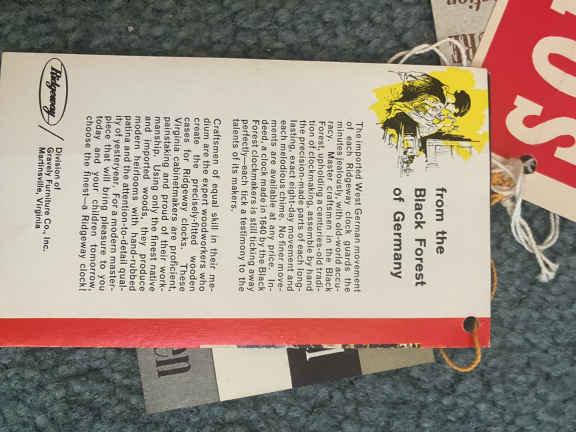 from the
Black Forest
of Germany
The imported West German movement
of each Ridgeway clock guards the
minutes jealously, with old-world accu-
racy. Master craftsmen in the Black
Forest, upholding a centuries-old tradi-
tion of clockmaking, assemble by hand
the precision-made parts of each long-
lasting, exact eight-day movement and
each melodious chime. No finer move-
ments are available at any price. In-
deed, a clock made in 1640 by the Black
Forest clockmakers is still ticking away
perfectly—each tick a testimonial to the
talents of its makers.
Craftsmen of equal skill in their me-
dium are the expert woodworkers who
create the precisely-fitted wooden
cases for Ridgeway clocks. These
Virginia cabinetmakers are proficient,
painstaking and proud of their work-
manship. Using only the finest native
and imported woods, they produce
modern heirlooms with hand-rubbed
patina and the attention-to-detail qual-
ity of yesteryear. For a modern master-
piece that will bring pleasure to you
today and your children tomorrow,
choose the name Ridgeway clock!
Ridgeway
Division of
Gravely Furniture Co., Inc.
Martinsville, Virginia